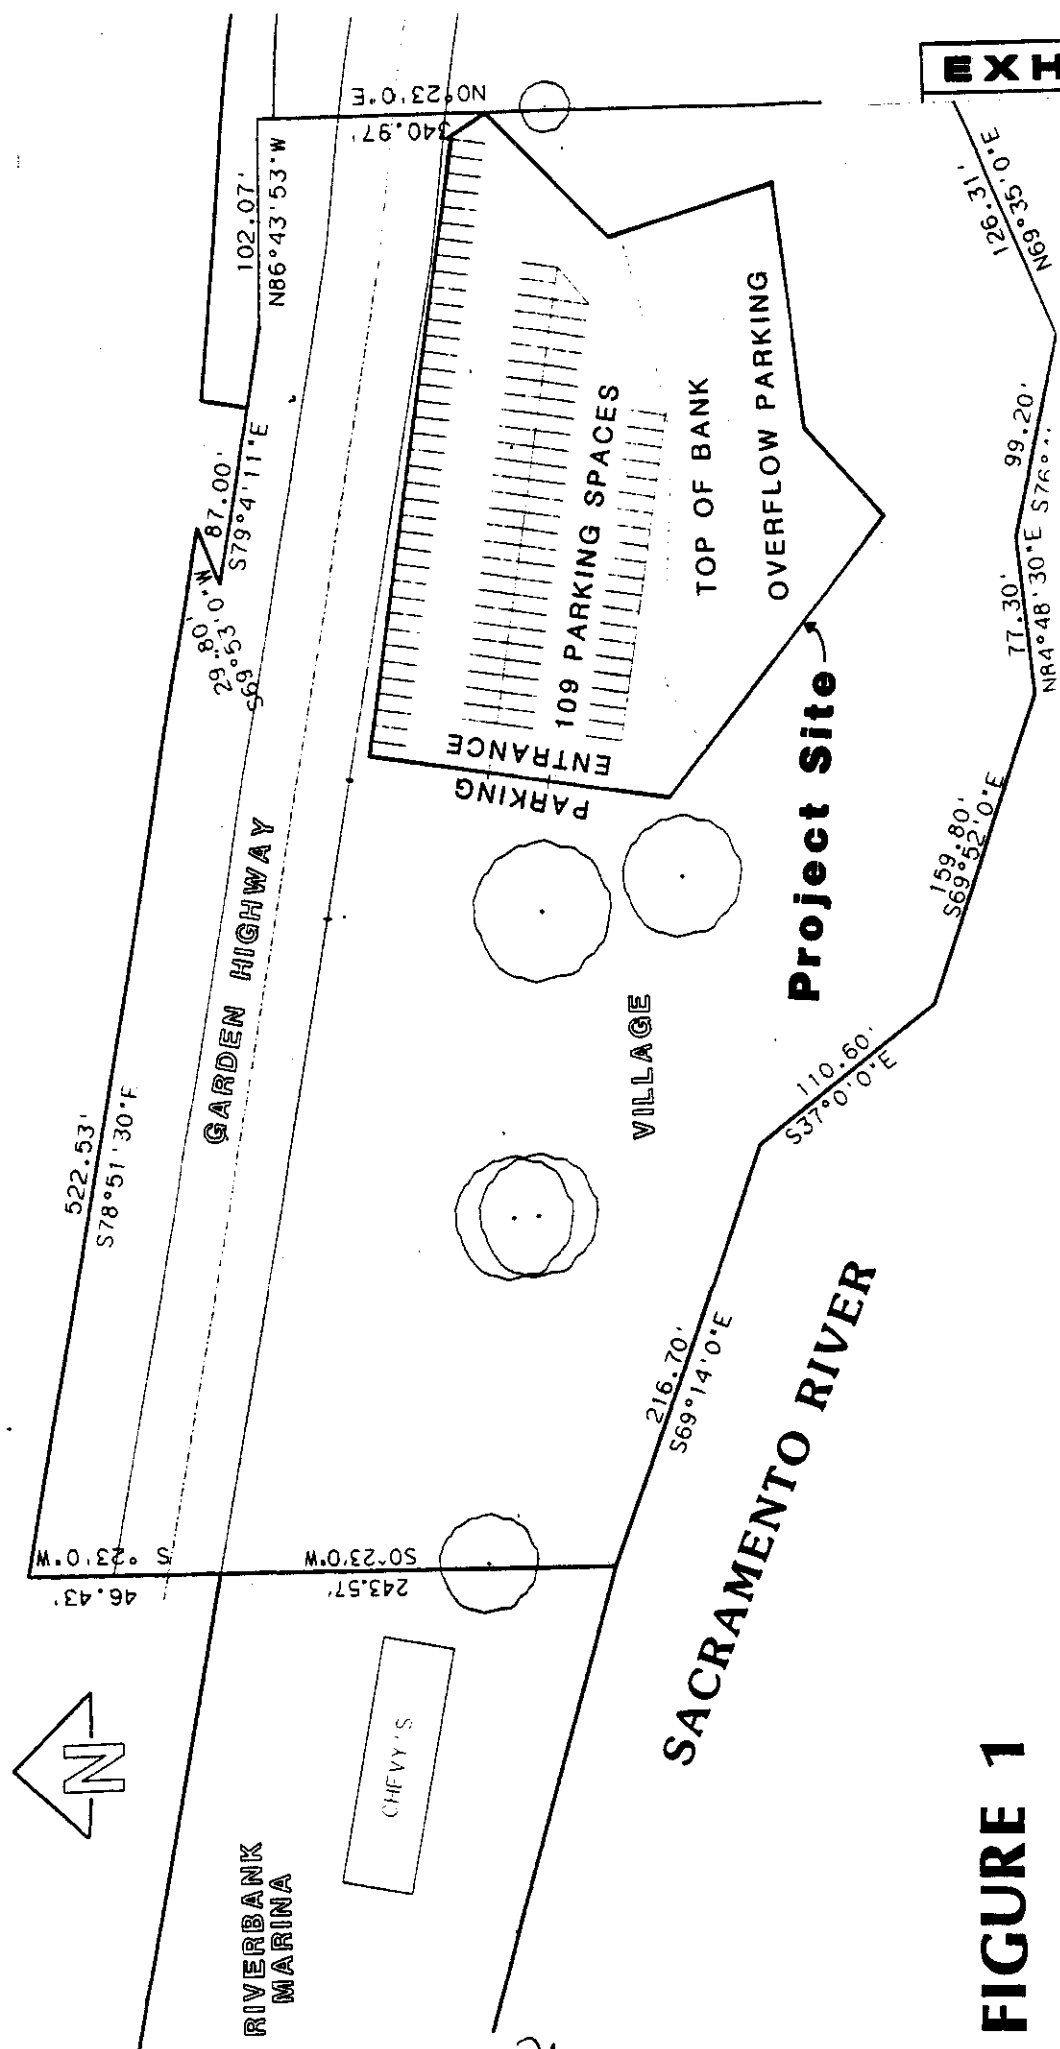 EXH
N
RIVERBANK
MARINA
CHEVY'S
46.43'
S °23'0"W
243.57'
S0°23'0"W
522.53'
GARDEN HIGHWAY
29.80'
S69°53'0"W
87.00'
S79°4'11"E
102.07'
N86°43'53"W
340.97'
N0°23'0"E
PARKING
ENTRANCE
109 PARKING SPACES
TOP OF BANK
OVERFLOW PARKING
VILLAGE
Project Site
SACRAMENTO RIVER
216.70'
S69°14'0"E
110.60'
S37°0'0"E
159.80'
S69°52'0"E
77.30'
N84°48'30"E
99.20'
126.31'
N69°35'0"E
FIGURE 1